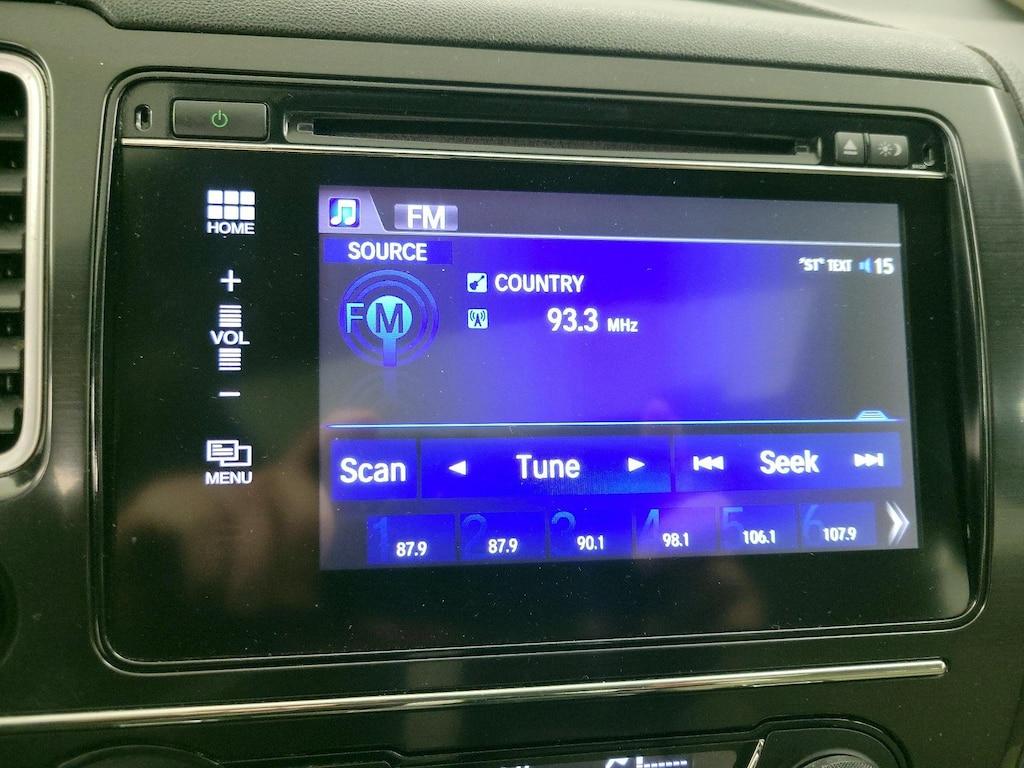 FM
HOME
SOURCE
"ST" TEXT 15
COUNTRY
FM
93.3 MHz
+
VOL
−
MENU
Scan
Tune
Seek
1 87.9
2 87.9
3 90.1
4 98.1
5 106.1
6 107.9